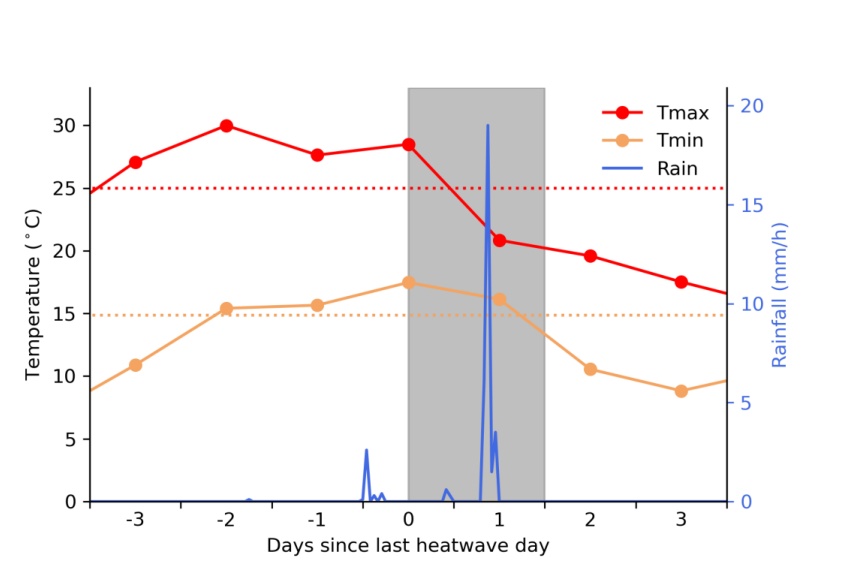 Temperature (°C)
30
25
20
15
10
5
0
Tmax
Tmin
Rain
20
15
10
5
0
Rainfall (mm/h)
-3 -2 -1 0 1 2 3
Days since last heatwave day